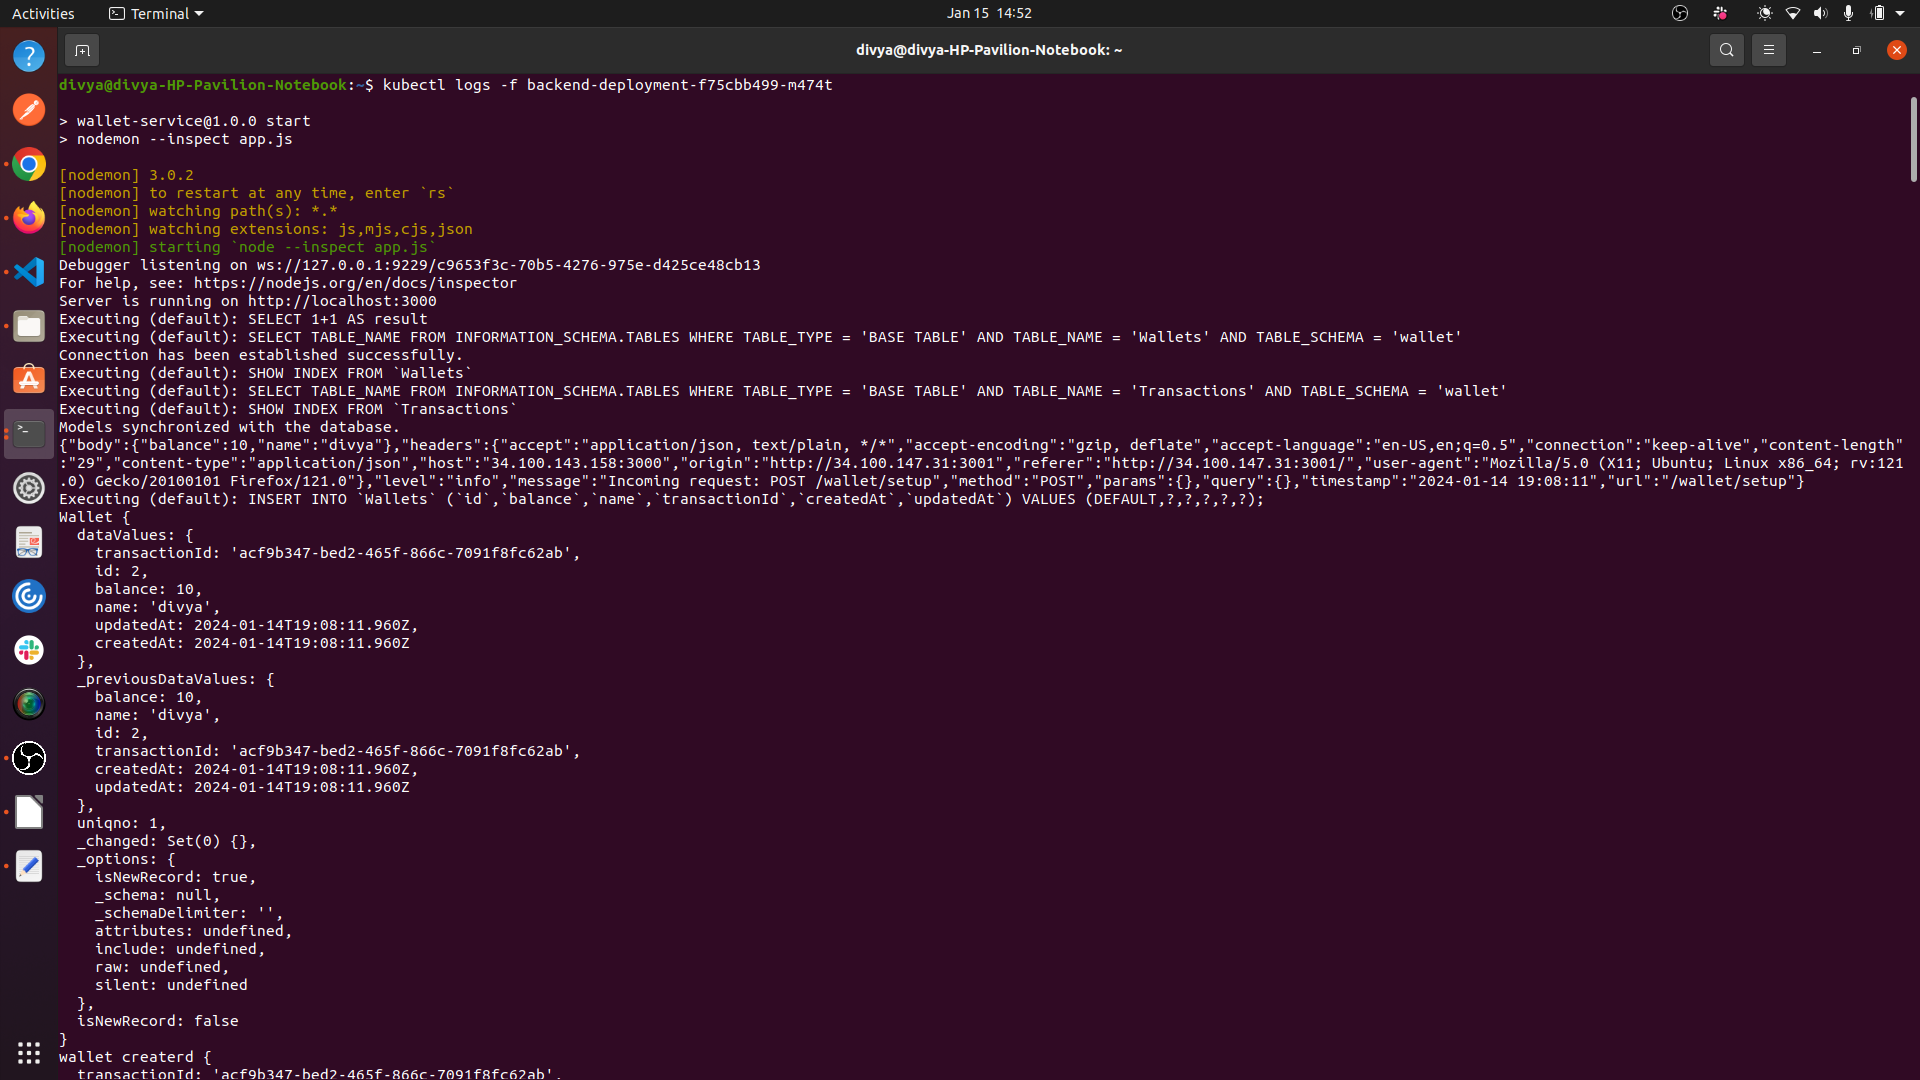 Activities
Terminal
Jan 15 14:52
divya@divya-HP-Pavilion-Notebook: ~
divya@divya-HP-Pavilion-Notebook:~$ kubectl logs -f backend-deployment-f75cbb499-m474t
> wallet-service@1.0.0 start
> nodemon --inspect app.js
[nodemon] 3.0.2
[nodemon] to restart at any time, enter `rs`
[nodemon] watching path(s): *.*
[nodemon] watching extensions: js,mjs,cjs,json
[nodemon] starting `node --inspect app.js`
Debugger listening on ws://127.0.0.1:9229/c9653f3c-70b5-4276-975e-d425ce48cb13
For help, see: https://nodejs.org/en/docs/inspector
Server is running on http://localhost:3000
Executing (default): SELECT 1+1 AS result
Executing (default): SELECT TABLE_NAME FROM INFORMATION_SCHEMA.TABLES WHERE TABLE_TYPE = 'BASE TABLE' AND TABLE_NAME = 'Wallets' AND TABLE_SCHEMA = 'wallet'
Connection has been established successfully.
Executing (default): SHOW INDEX FROM `Wallets`
Executing (default): SELECT TABLE_NAME FROM INFORMATION_SCHEMA.TABLES WHERE TABLE_TYPE = 'BASE TABLE' AND TABLE_NAME = 'Transactions' AND TABLE_SCHEMA = 'wallet'
Executing (default): SHOW INDEX FROM `Transactions`
Models synchronized with the database.
{"body":{"balance":10,"name":"divya"},"headers":{"accept":"application/json, text/plain, */*","accept-encoding":"gzip, deflate","accept-language":"en-US,en;q=0.5","connection":"keep-alive","content-length"
:"29","content-type":"application/json","host":"34.100.143.158:3000","origin":"http://34.100.147.31:3001","referer":"http://34.100.147.31:3001/","user-agent":"Mozilla/5.0 (X11; Ubuntu; Linux x86_64; rv:121
.0) Gecko/20100101 Firefox/121.0"},"level":"info","message":"Incoming request: POST /wallet/setup","method":"POST","params":{},"query":{},"timestamp":"2024-01-14 19:08:11","url":"/wallet/setup"}
Executing (default): INSERT INTO `Wallets` (`id`,`balance`,`name`,`transactionId`,`createdAt`,`updatedAt`) VALUES (DEFAULT,?,?,?,?,?);
Wallet {
  dataValues: {
    transactionId: 'acf9b347-bed2-465f-866c-7091f8fc62ab',
    id: 2,
    balance: 10,
    name: 'divya',
    updatedAt: 2024-01-14T19:08:11.960Z,
    createdAt: 2024-01-14T19:08:11.960Z
  },
  _previousDataValues: {
    balance: 10,
    name: 'divya',
    id: 2,
    transactionId: 'acf9b347-bed2-465f-866c-7091f8fc62ab',
    createdAt: 2024-01-14T19:08:11.960Z,
    updatedAt: 2024-01-14T19:08:11.960Z
  },
  uniqno: 1,
  _changed: Set(0) {},
  _options: {
    isNewRecord: true,
    _schema: null,
    _schemaDelimiter: '',
    attributes: undefined,
    include: undefined,
    raw: undefined,
    silent: undefined
  },
  isNewRecord: false
}
wallet createrd {
  transactionId: 'acf9b347-bed2-465f-866c-7091f8fc62ab',